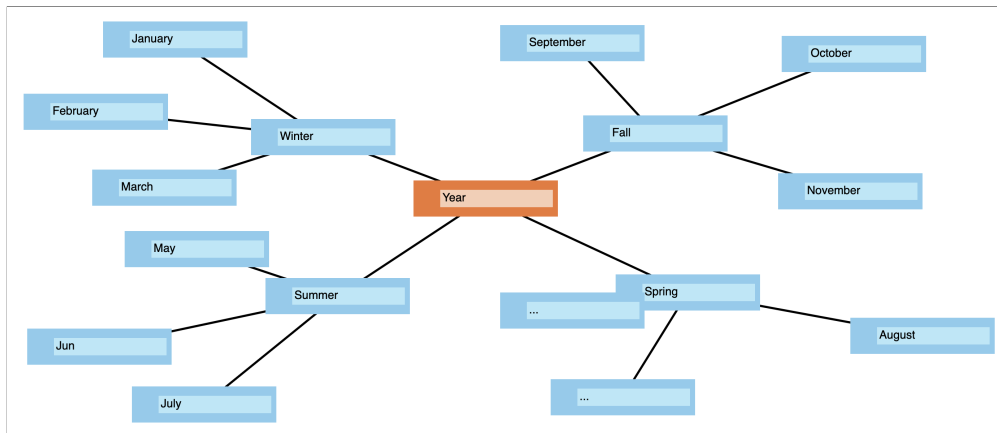 January
February
Winter
March
Year
September
October
Fall
November
May
Summer
Jun
July
Spring
...
August
...